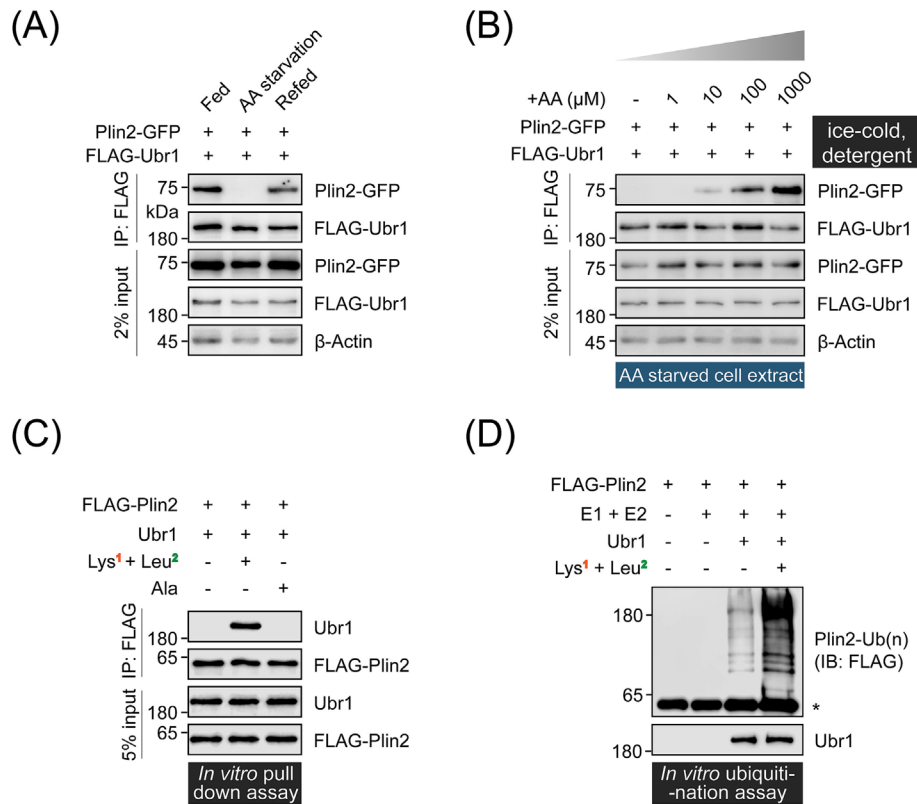 (A)
Fed
AA starvation
Refed
Plin2-GFP + + +
FLAG-Ubr1 + + +
IP: FLAG
75
Plin2-GFP
kDa
180
FLAG-Ubr1
2% input
75
Plin2-GFP
180
FLAG-Ubr1
45
β-Actin
(B)
+AA (μM) - 1 10 100 1000
Plin2-GFP + + + + +
FLAG-Ubr1 + + + + +
ice-cold,
detergent
IP: FLAG
75
Plin2-GFP
180
FLAG-Ubr1
2% input
75
Plin2-GFP
180
FLAG-Ubr1
45
β-Actin
AA starved cell extract
(C)
FLAG-Plin2 + + +
Ubr1 + + +
Lys¹ + Leu² - + -
Ala - - +
IP: FLAG
180
Ubr1
65
FLAG-Plin2
5% input
180
Ubr1
65
FLAG-Plin2
In vitro pull
down assay
(D)
FLAG-Plin2 + + + +
E1 + E2 - + + +
Ubr1 - - + +
Lys¹ + Leu² - - - +
180
Plin2-Ub(n)
(IB: FLAG)
65
*
180
Ubr1
In vitro ubiquiti-
-nation assay